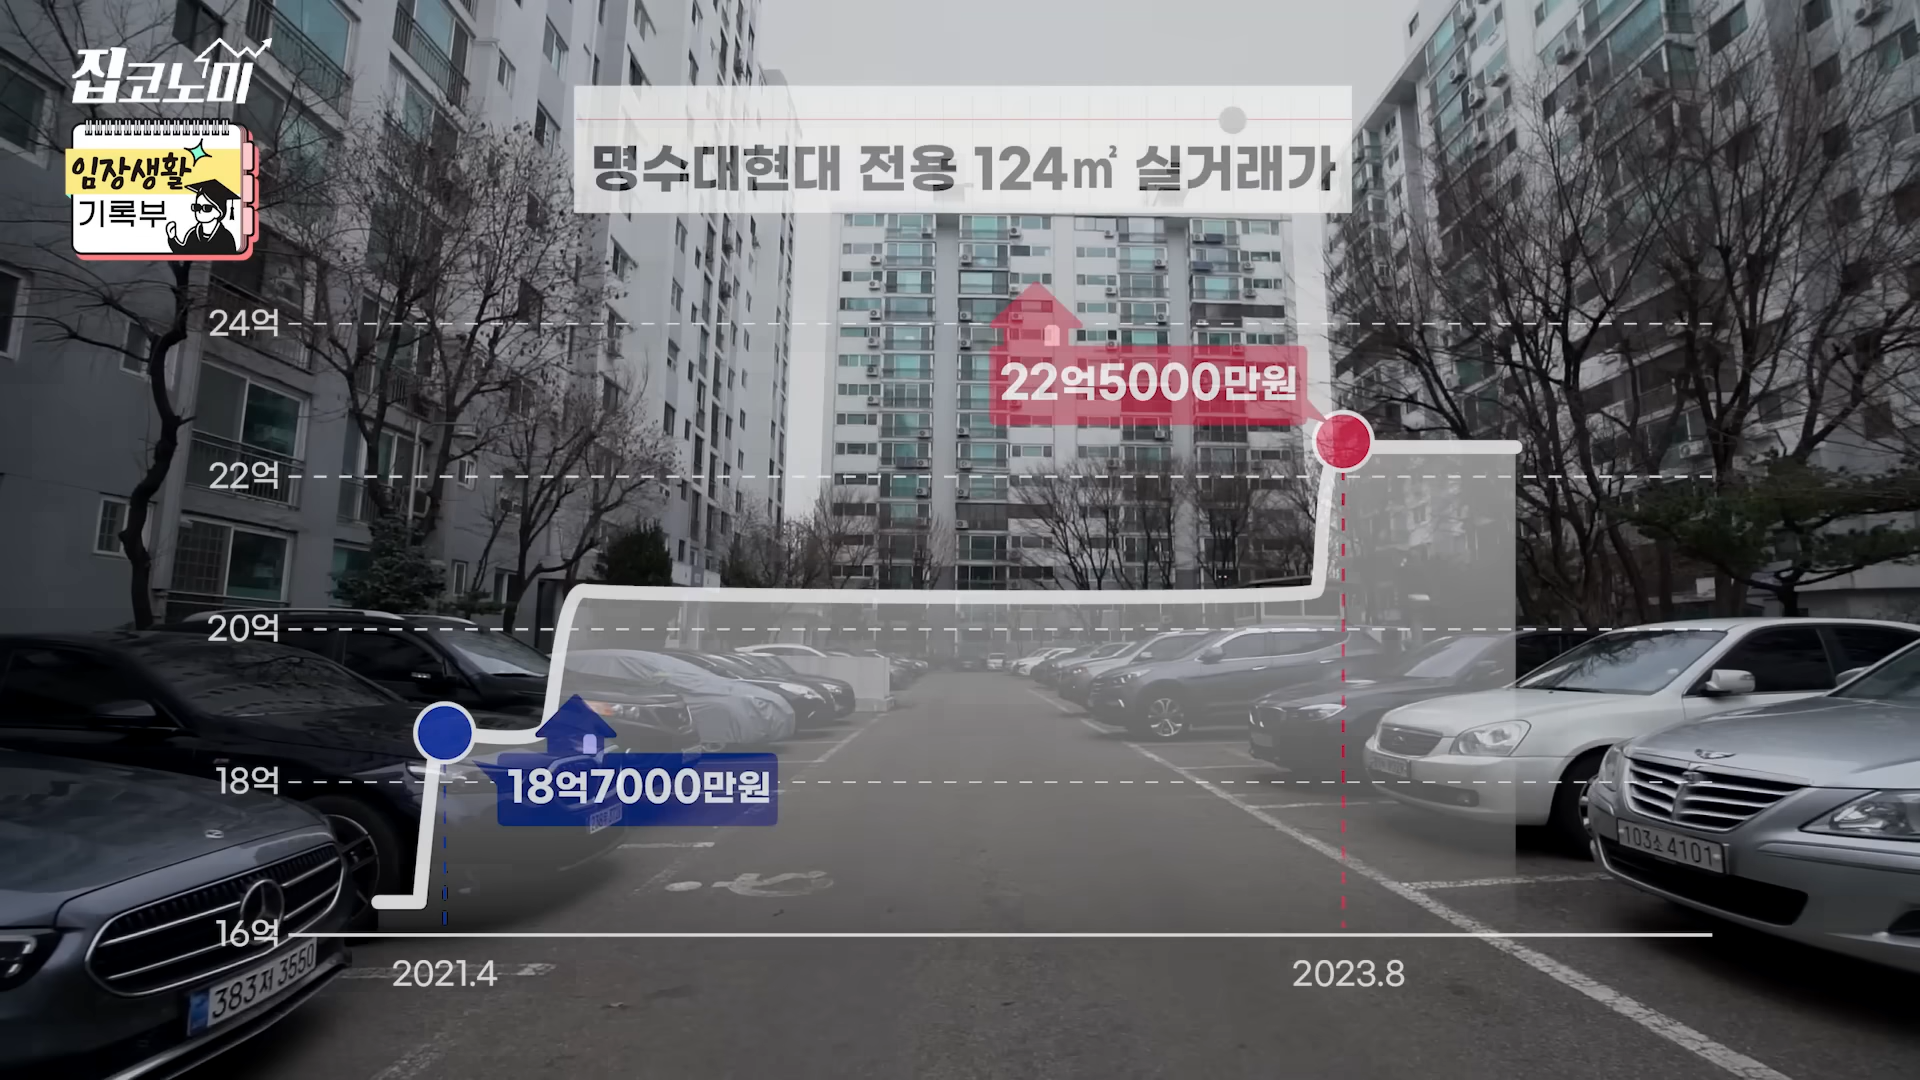 집코노미
임장생활
기록부
명수대현대 전용 124㎡ 실거래가
24억
22억5000만원
22억
20억
18억7000만원
18억
16억
2021.4
2023.8
383저 3550
103소 4101